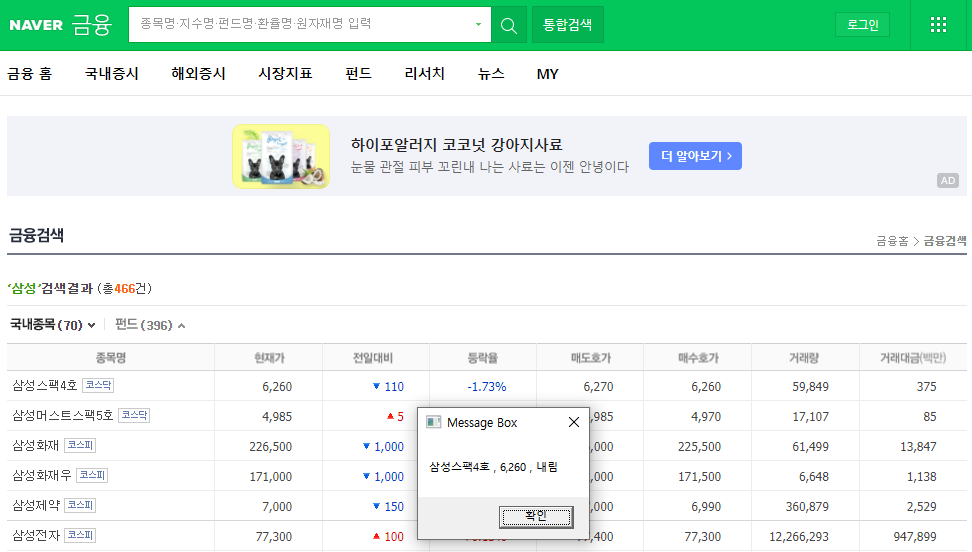 NAVER 금융 종목명·지수명·펀드명·환율명·원자재명 입력 통합검색 로그인
금융 홈 국내증시 해외증시 시장지표 펀드 리서치 뉴스 MY
하이포알러지 코코넛 강아지사료
눈물 관절 피부 꼬린내 나는 사료는 이젠 안녕이다
더 알아보기 >
AD
금융검색
금융홈 > 금융검색
'삼성'검색결과 (총466건)
국내종목(70) 펀드(396)
종목명 현재가 전일대비 등락율 매도호가 매수호가 거래량 거래대금(백만)
삼성스팩4호 코스닥 6,260 ▼ 110 -1.73% 6,270 6,260 59,849 375
삼성머스트스팩5호 코스닥 4,985 ▲ 5 ,985 4,970 17,107 85
삼성화재 코스피 226,500 ▼ 1,000 ,000 225,500 61,499 13,847
삼성화재우 코스피 171,000 ▼ 1,000 ,000 171,500 6,648 1,138
삼성제약 코스피 7,000 ▼ 150 ,000 6,990 360,879 2,529
삼성전자 코스피 77,300 ▲ 100 ,400 77,300 12,266,293 947,899
Message Box
삼성스팩4호 , 6,260 , 내림
확인